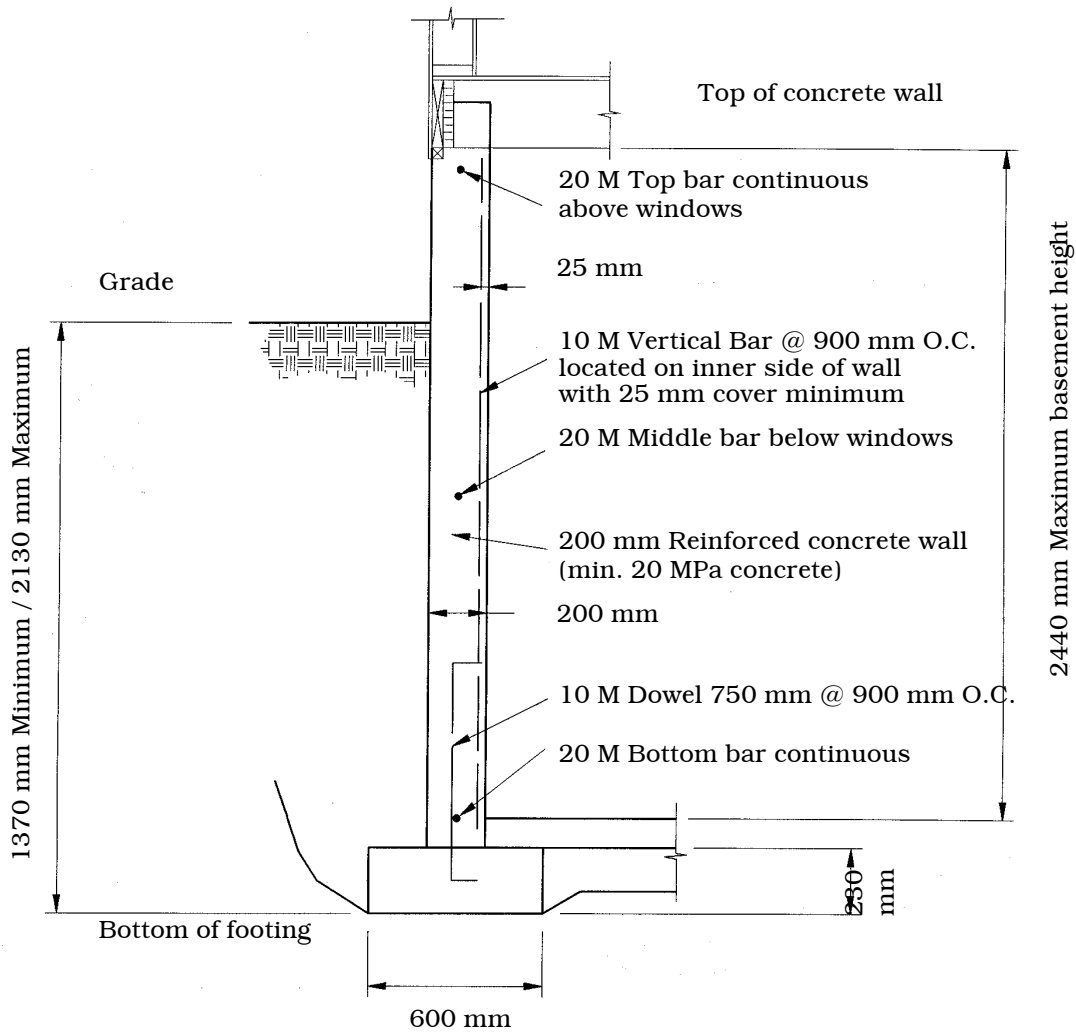 Top of concrete wall
20 M Top bar continuous
above windows
25 mm
Grade
10 M Vertical Bar @ 900 mm O.C.
located on inner side of wall
with 25 mm cover minimum
20 M Middle bar below windows
200 mm Reinforced concrete wall
(min. 20 MPa concrete)
200 mm
10 M Dowel 750 mm @ 900 mm O.C.
20 M Bottom bar continuous
1370 mm Minimum / 2130 mm Maximum
2440 mm Maximum basement height
230
mm
Bottom of footing
600 mm